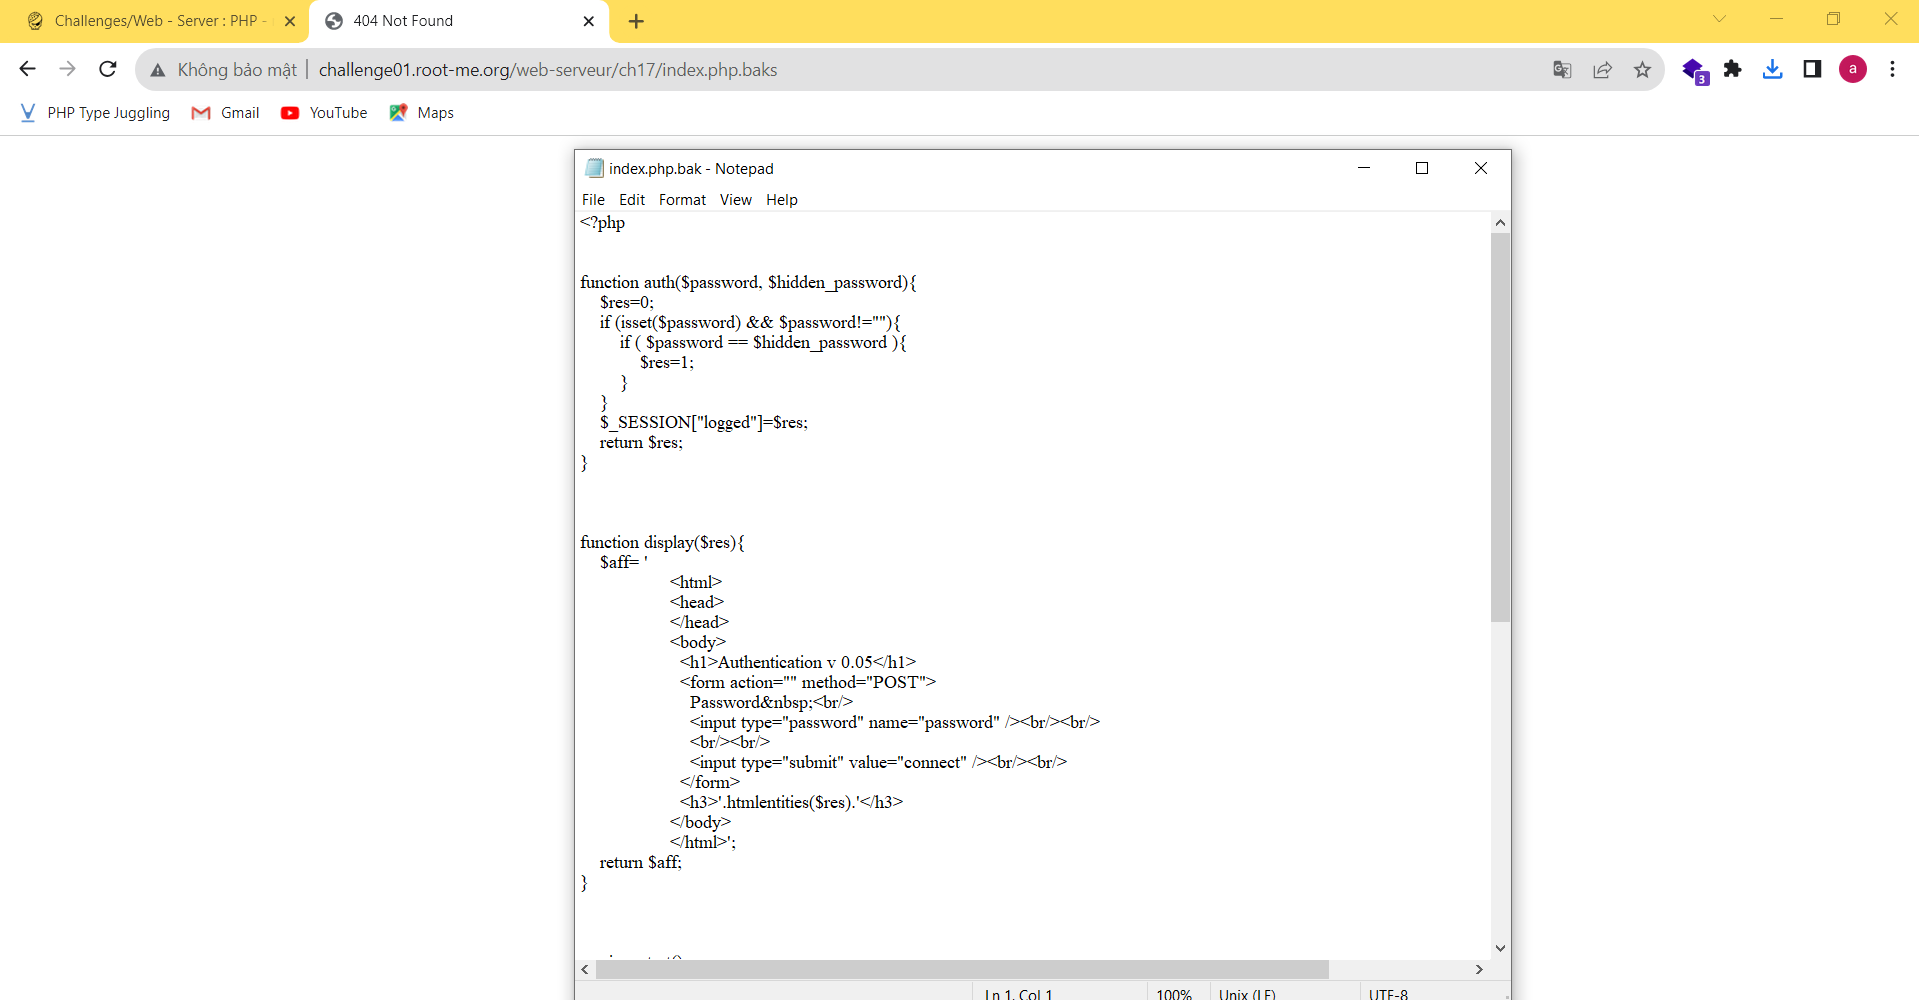 Challenges/Web - Server : PHP -
404 Not Found
Không bảo mật
challenge01.root-me.org/web-serveur/ch17/index.php.baks
3
a
PHP Type Juggling
Gmail
YouTube
Maps
index.php.bak - Notepad
File Edit Format View Help
<?php
function auth($password, $hidden_password){
$res=0;
if (isset($password) && $password!=""){
if ( $password == $hidden_password ){
$res=1;
}
}
$_SESSION["logged"]=$res;
return $res;
}
function display($res){
$aff= '
<html>
<head>
</head>
<body>
<h1>Authentication v 0.05</h1>
<form action="" method="POST">
Password&nbsp;<br/>
<input type="password" name="password" /><br/><br/>
<br/><br/>
<input type="submit" value="connect" /><br/><br/>
</form>
<h3>'.htmlentities($res).'</h3>
</body>
</html>';
return $aff;
}
Ln 1, Col 1
100%
Unix (LF)
UTF-8